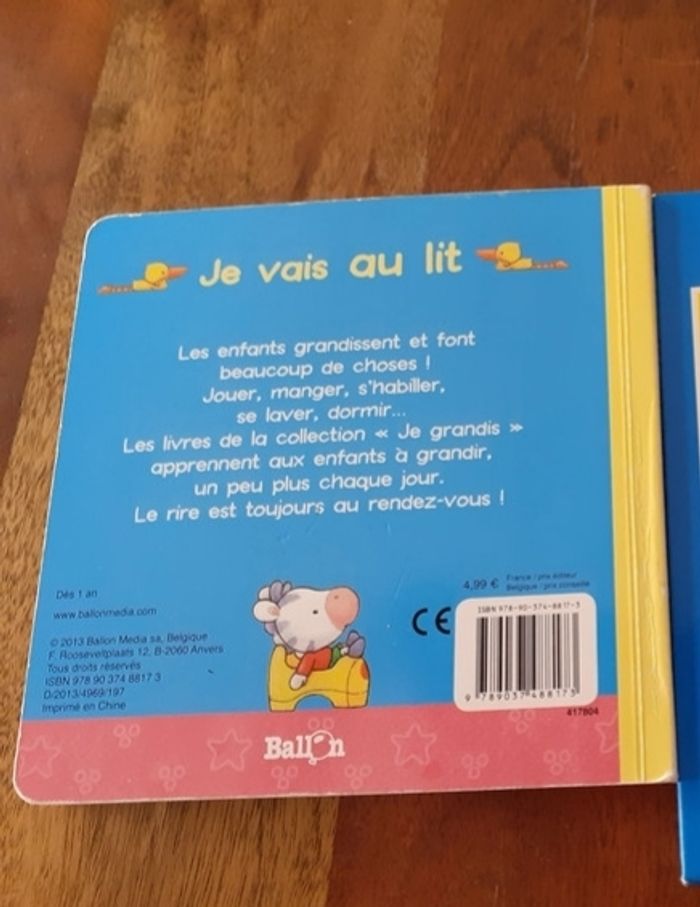 Je vais au lit
Les enfants grandissent et font
beaucoup de choses !
Jouer, manger, s'habiller,
se laver, dormir...
Les livres de la collection « Je grandis »
apprennent aux enfants à grandir,
un peu plus chaque jour.
Le rire est toujours au rendez-vous !
Dès 1 an
www.ballonmedia.com
© 2013 Ballon Media sa, Belgique
F. Rooseveltplaats 12, B-2060 Anvers
Tous droits réservés
ISBN 978 90 374 8817 3
D/2013/4969/197
Imprimé en Chine
4,99 € France / prix éditeur
Belgique / prix conseillé
CE
ISBN 978-90-374-8817-3
9 789037 488173
417804
Ballon